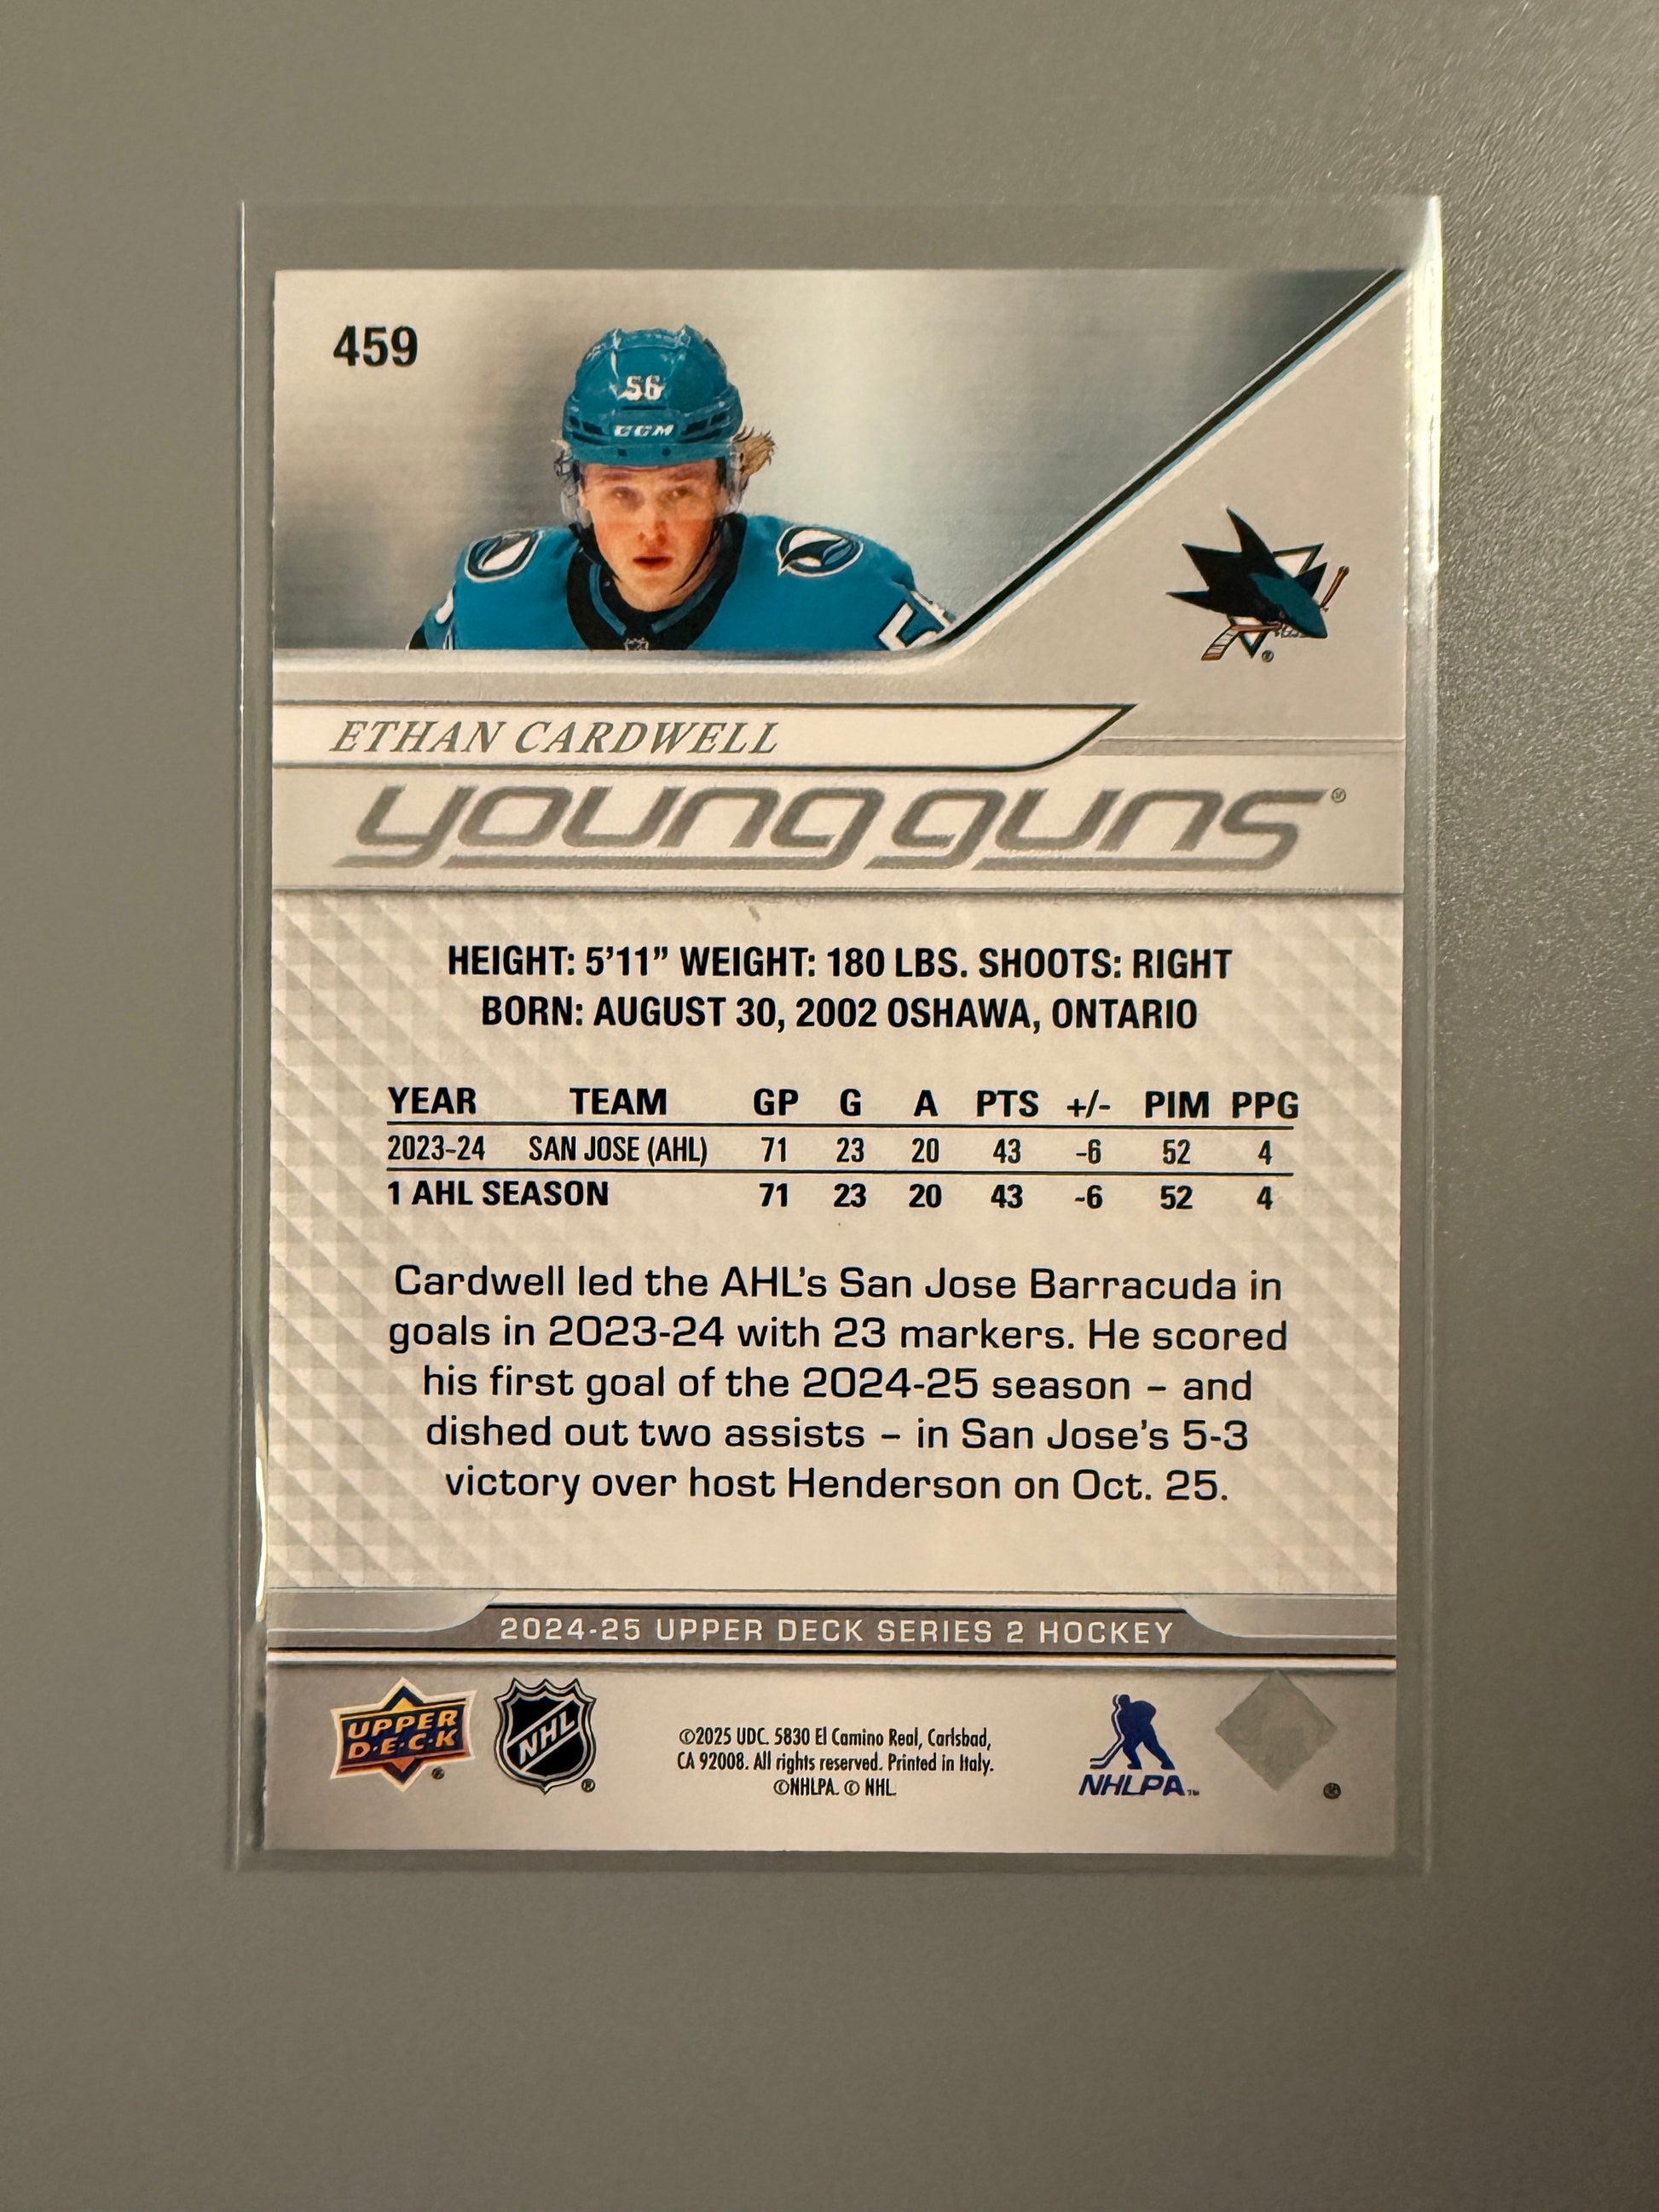 459
56
CCM
5
ETHAN CARDWELL
young guns®
HEIGHT: 5’11” WEIGHT: 180 LBS. SHOOTS: RIGHT
BORN: AUGUST 30, 2002 OSHAWA, ONTARIO
YEAR TEAM GP G A PTS +/- PIM PPG
2023-24 SAN JOSE (AHL) 71 23 20 43 -6 52 4
1 AHL SEASON 71 23 20 43 -6 52 4
Cardwell led the AHL’s San Jose Barracuda in
goals in 2023-24 with 23 markers. He scored
his first goal of the 2024-25 season – and
dished out two assists – in San Jose’s 5-3
victory over host Henderson on Oct. 25.
2024-25 UPPER DECK SERIES 2 HOCKEY
UPPER
D·E·C·K
®
NHL
®
©2025 UDC. 5830 El Camino Real, Carlsbad,
CA 92008. All rights reserved. Printed in Italy.
©NHLPA. © NHL.
NHLPA™
®